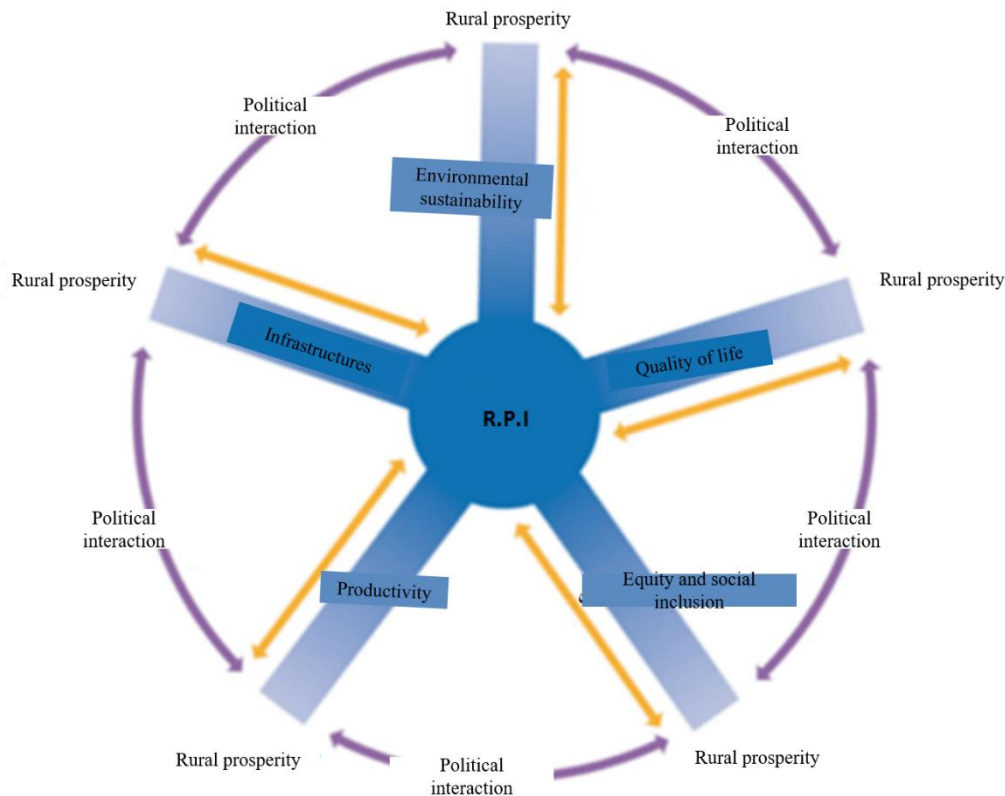 Rural prosperity
Political
interaction
Political
interaction
Environmental
sustainability
Rural prosperity
Rural prosperity
Infrastructures
Quality of life
R.P.I
Political
interaction
Political
interaction
Productivity
Equity and social
inclusion
Rural prosperity
Political
interaction
Rural prosperity